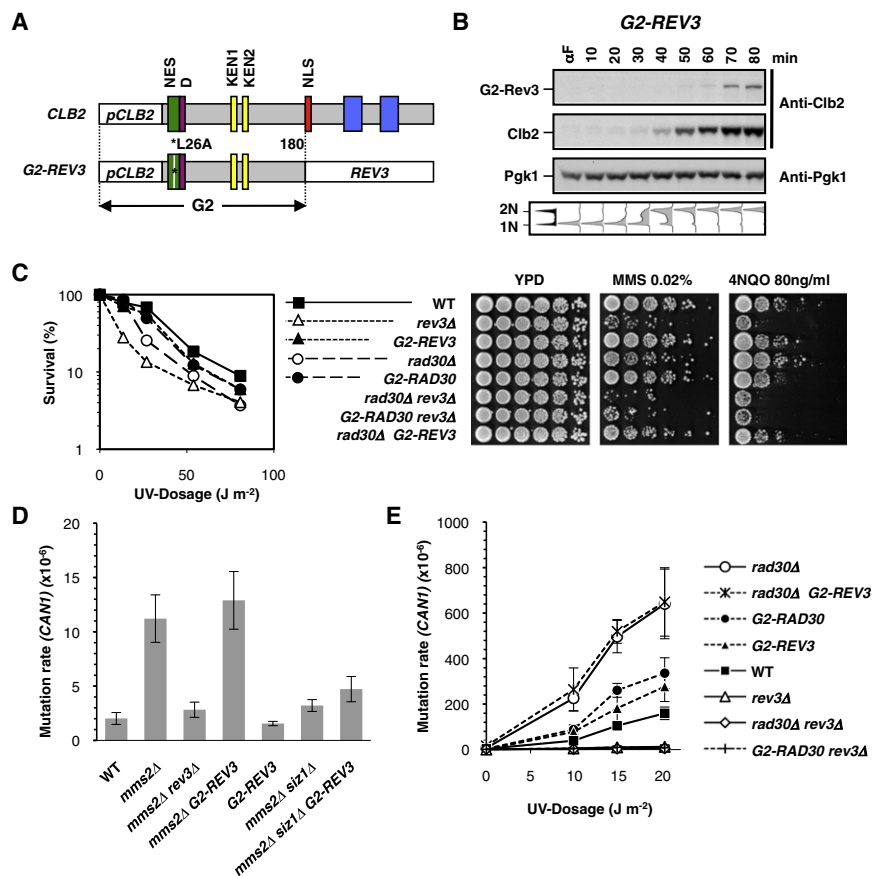 A
NES
D
KEN1
KEN2
NLS
CLB2
pCLB2
*L26A
180
G2-REV3
pCLB2
*
REV3
G2
B
G2-REV3
αF 10 20 30 40 50 60 70 80 min
G2-Rev3
Clb2
Anti-Clb2
Pgk1
Anti-Pgk1
2N
1N
C
100
10
1
Survival (%)
0 50 100
UV-Dosage (J m⁻²)
YPD
MMS 0.02%
4NQO 80ng/ml
WT
rev3Δ
G2-REV3
rad30Δ
G2-RAD30
rad30Δ rev3Δ
G2-RAD30 rev3Δ
rad30Δ G2-REV3
D
20
15
10
5
0
Mutation rate (CAN1) (x10⁻⁶)
WT
mms2Δ
mms2Δ rev3Δ
mms2Δ G2-REV3
G2-REV3
mms2Δ siz1Δ
mms2Δ siz1Δ G2-REV3
E
1000
800
600
400
200
0
Mutation rate (CAN1) (x10⁻⁶)
0 5 10 15 20
UV-Dosage (J m⁻²)
rad30Δ
rad30Δ G2-REV3
G2-RAD30
G2-REV3
WT
rev3Δ
rad30Δ rev3Δ
G2-RAD30 rev3Δ